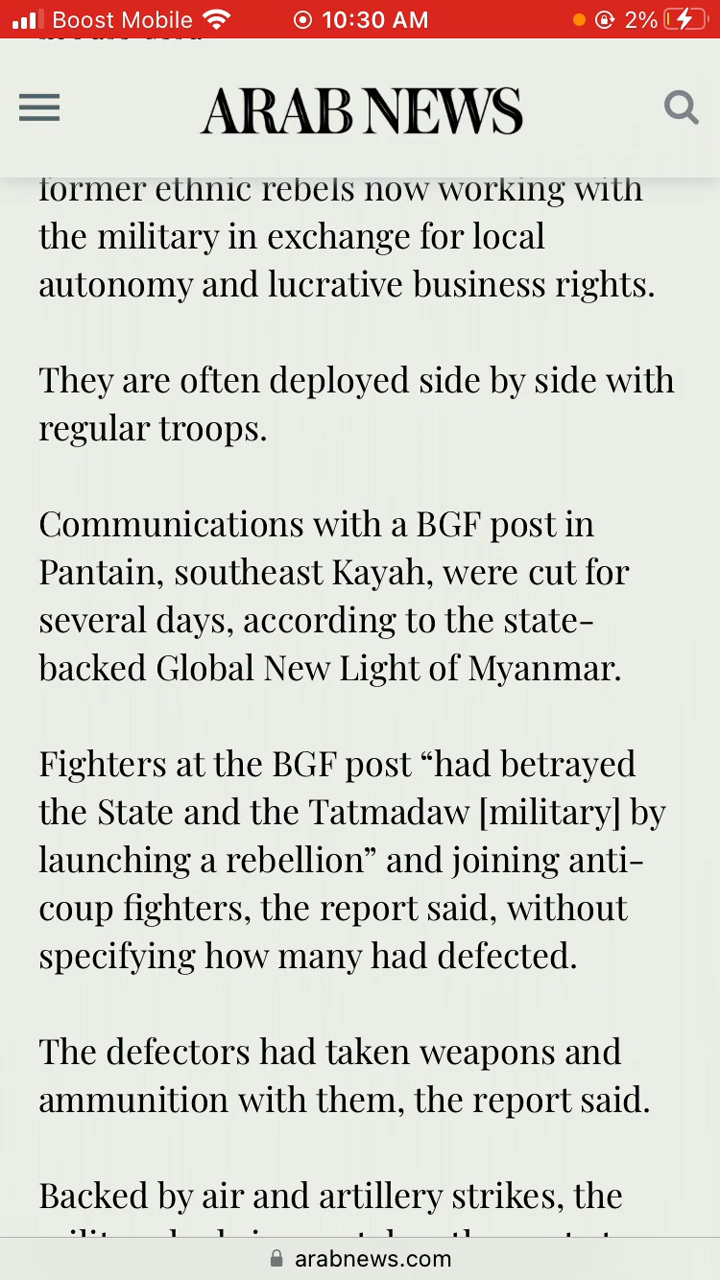 Boost Mobile 10:30 AM 2%
ARAB NEWS
former ethnic rebels now working with
the military in exchange for local
autonomy and lucrative business rights.
They are often deployed side by side with
regular troops.
Communications with a BGF post in
Pantain, southeast Kayah, were cut for
several days, according to the state-
backed Global New Light of Myanmar.
Fighters at the BGF post “had betrayed
the State and the Tatmadaw [military] by
launching a rebellion” and joining anti-
coup fighters, the report said, without
specifying how many had defected.
The defectors had taken weapons and
ammunition with them, the report said.
Backed by air and artillery strikes, the
arabnews.com